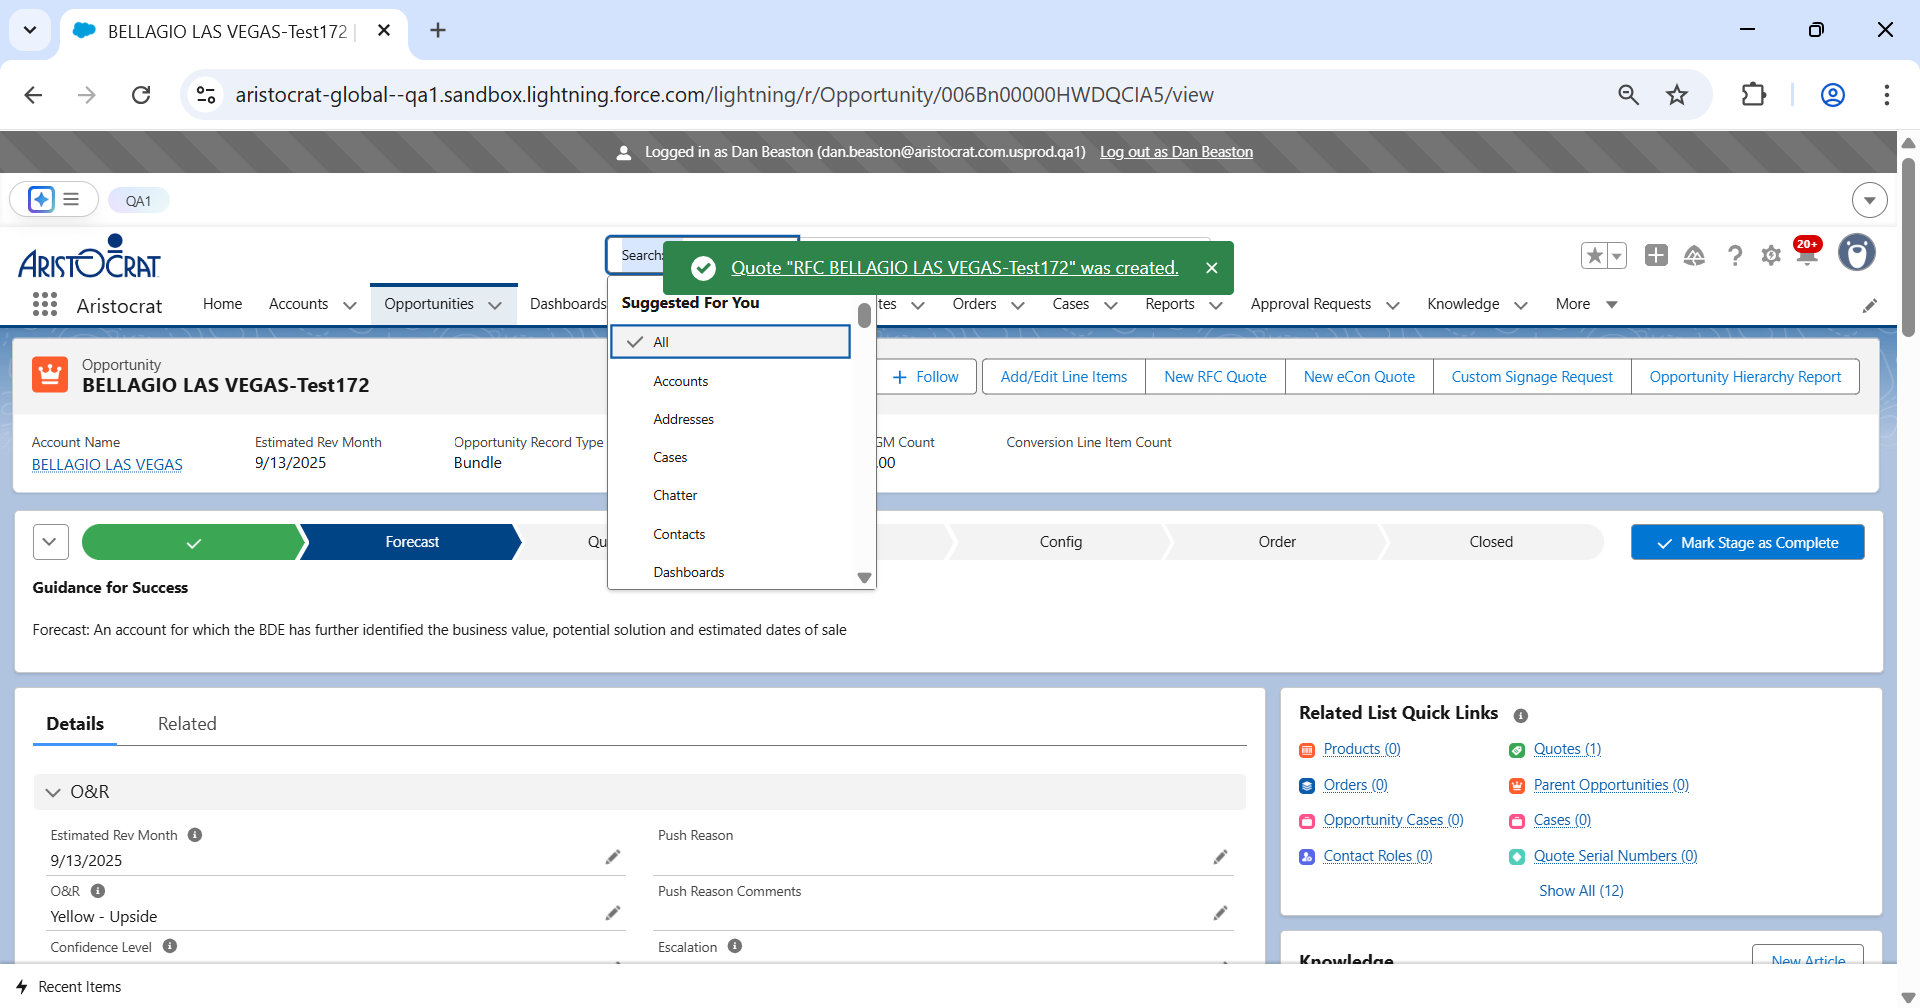 BELLAGIO LAS VEGAS-Test172
aristocrat-global--qa1.sandbox.lightning.force.com/lightning/r/Opportunity/006Bn00000HWDQCIA5/view
Logged in as Dan Beaston (dan.beaston@aristocrat.com.usprod.qa1) Log out as Dan Beaston
QA1
ARISTOCRAT
Search:
Quote "RFC BELLAGIO LAS VEGAS-Test172" was created.
20+
Aristocrat Home Accounts Opportunities Dashboards tes Orders Cases Reports Approval Requests Knowledge More
Suggested For You
All
Accounts
Addresses
Cases
Chatter
Contacts
Dashboards
Opportunity
BELLAGIO LAS VEGAS-Test172
Follow Add/Edit Line Items New RFC Quote New eCon Quote Custom Signage Request Opportunity Hierarchy Report
Account Name Estimated Rev Month Opportunity Record Type GM Count Conversion Line Item Count
BELLAGIO LAS VEGAS 9/13/2025 Bundle .00
Forecast Qu Config Order Closed Mark Stage as Complete
Guidance for Success
Forecast: An account for which the BDE has further identified the business value, potential solution and estimated dates of sale
Details Related
O&R
Estimated Rev Month Push Reason
9/13/2025
O&R Push Reason Comments
Yellow - Upside
Confidence Level Escalation
Related List Quick Links
Products (0) Quotes (1)
Orders (0) Parent Opportunities (0)
Opportunity Cases (0) Cases (0)
Contact Roles (0) Quote Serial Numbers (0)
Show All (12)
Knowledge New Article
Recent Items